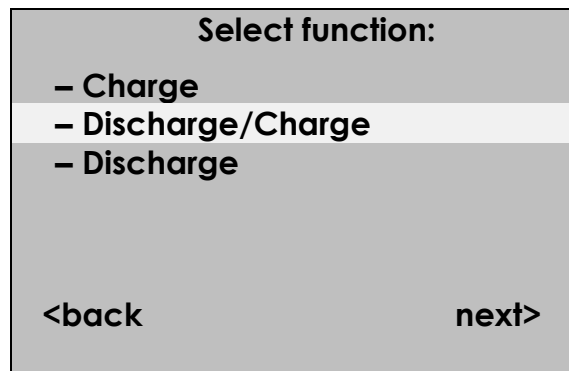 Select function:
– Charge
– Discharge/Charge
– Discharge
<back next>